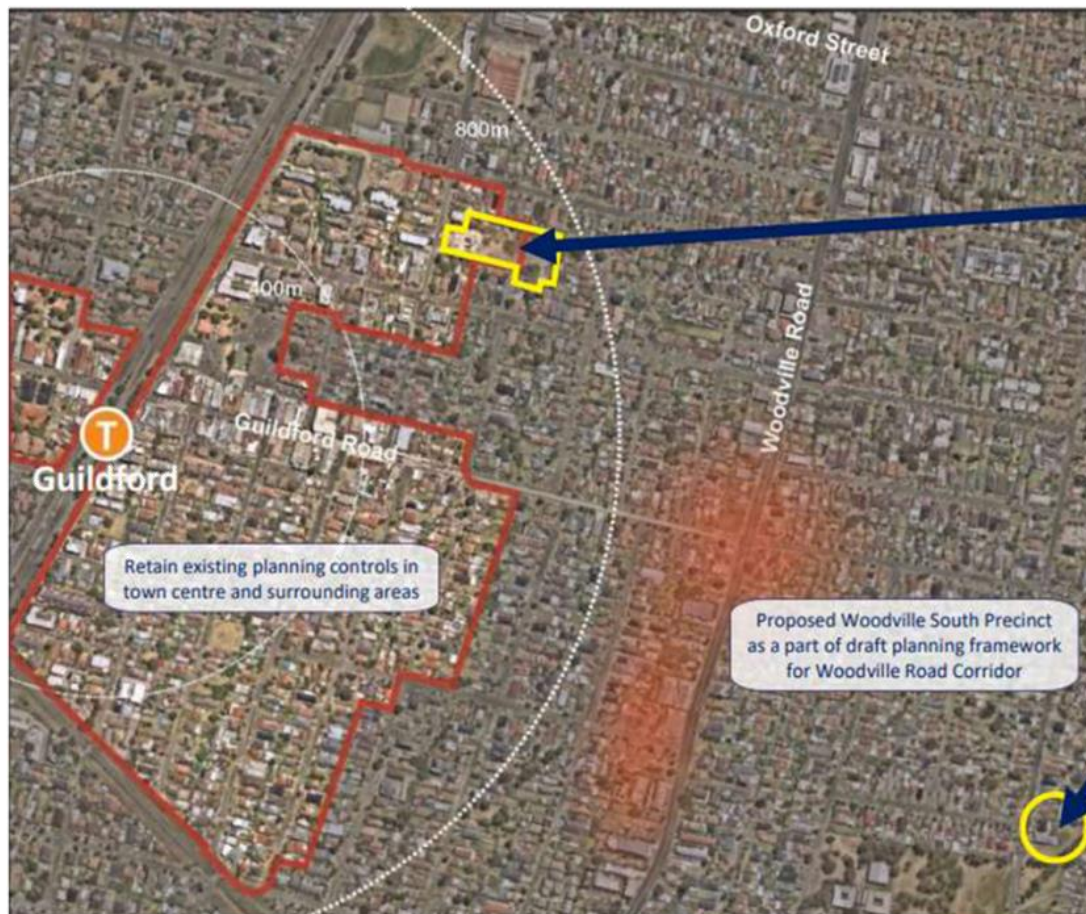 Oxford Street
800m
400m
Woodville Road
Guildford Road
T
Guildford
Retain existing planning controls in
town centre and surrounding areas
Proposed Woodville South Precinct
as a part of draft planning framework
for Woodville Road Corridor